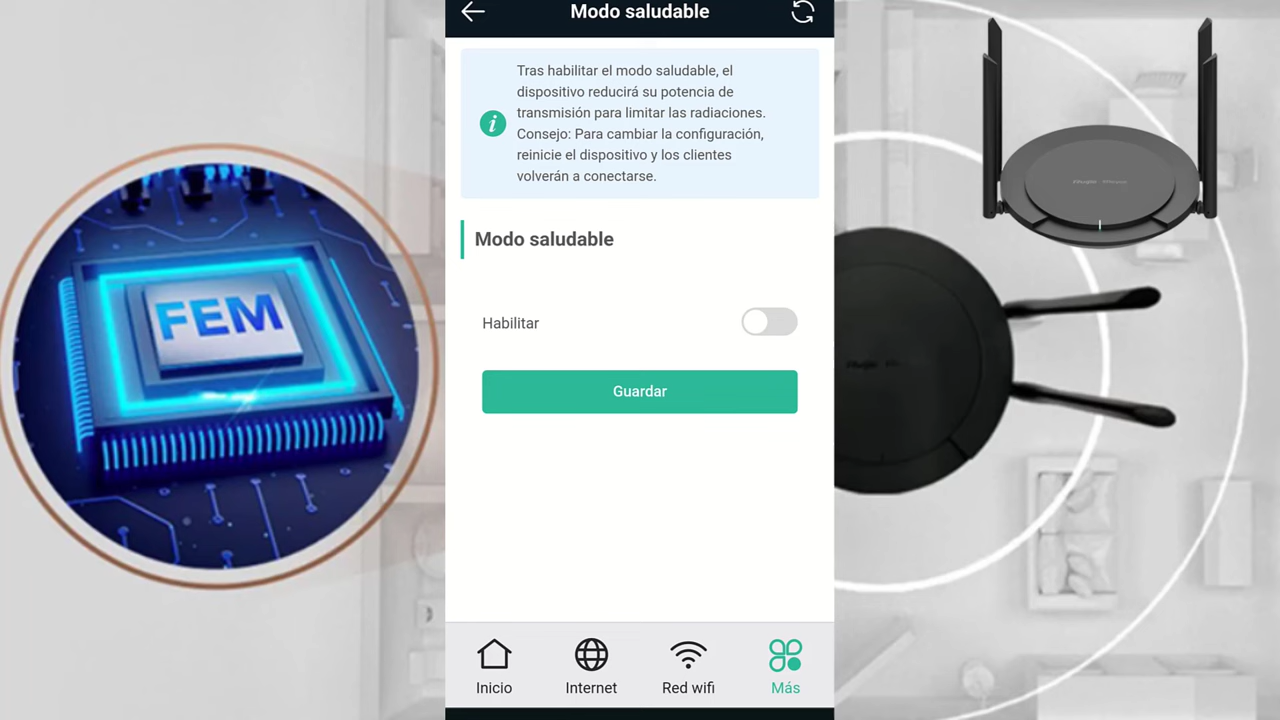 Modo saludable
Tras habilitar el modo saludable, el
dispositivo reducirá su potencia de
transmisión para limitar las radiaciones.
Consejo: Para cambiar la configuración,
reinicie el dispositivo y los clientes
volverán a conectarse.
FEM
Modo saludable
Habilitar
Guardar
Inicio
Internet
Red wifi
Más